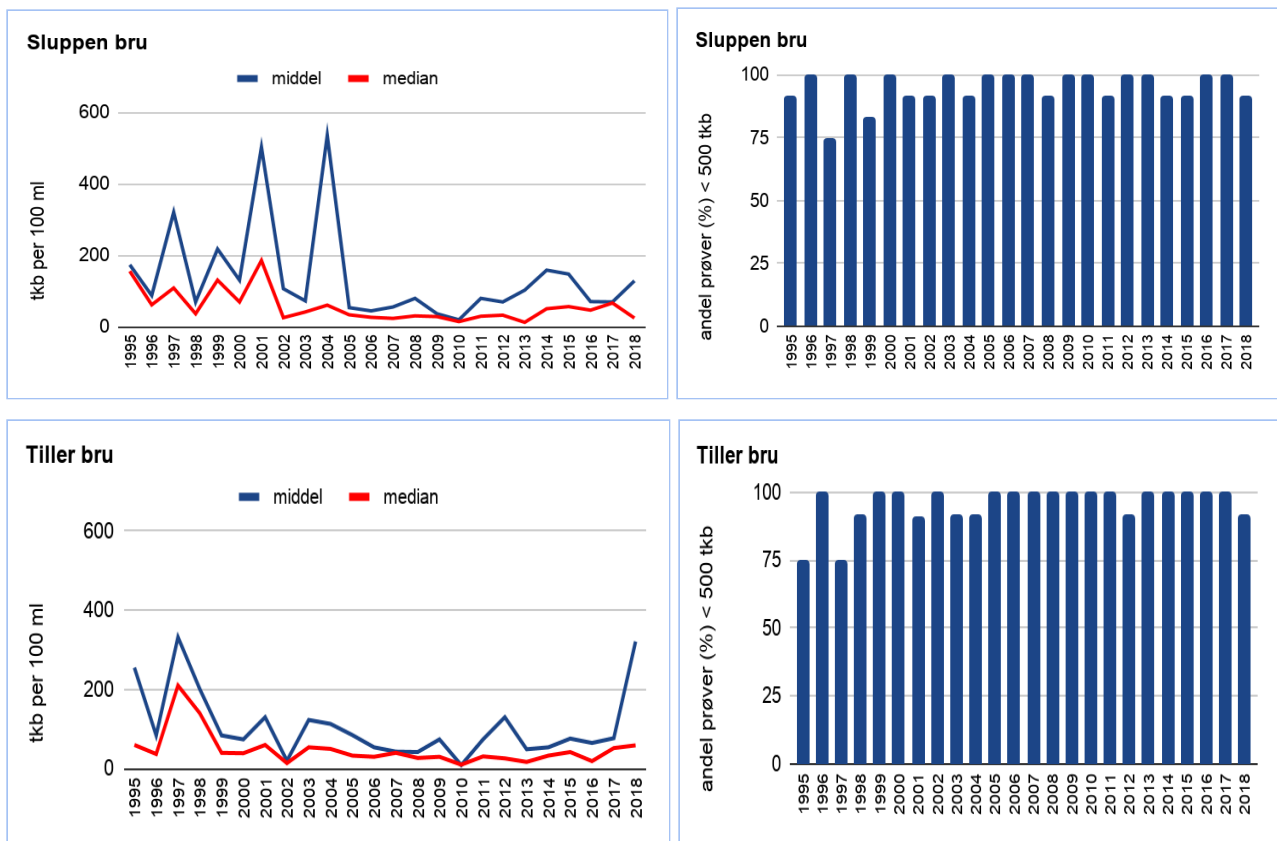 Sluppen bru
middel median
tkb per 100 ml
600
400
200
0
1995 1996 1997 1998 1999 2000 2001 2002 2003 2004 2005 2006 2007 2008 2009 2010 2011 2012 2013 2014 2015 2016 2017 2018
Sluppen bru
andel prøver (%) < 500 tkb
100
75
50
25
0
1995 1996 1997 1998 1999 2000 2001 2002 2003 2004 2005 2006 2007 2008 2009 2010 2011 2012 2013 2014 2015 2016 2017 2018
Tiller bru
middel median
tkb per 100 ml
600
400
200
0
1995 1996 1997 1998 1999 2000 2001 2002 2003 2004 2005 2006 2007 2008 2009 2010 2011 2012 2013 2014 2015 2016 2017 2018
Tiller bru
andel prøver (%) < 500 tkb
100
75
50
25
0
1995 1996 1997 1998 1999 2000 2001 2002 2003 2004 2005 2006 2007 2008 2009 2010 2011 2012 2013 2014 2015 2016 2017 2018